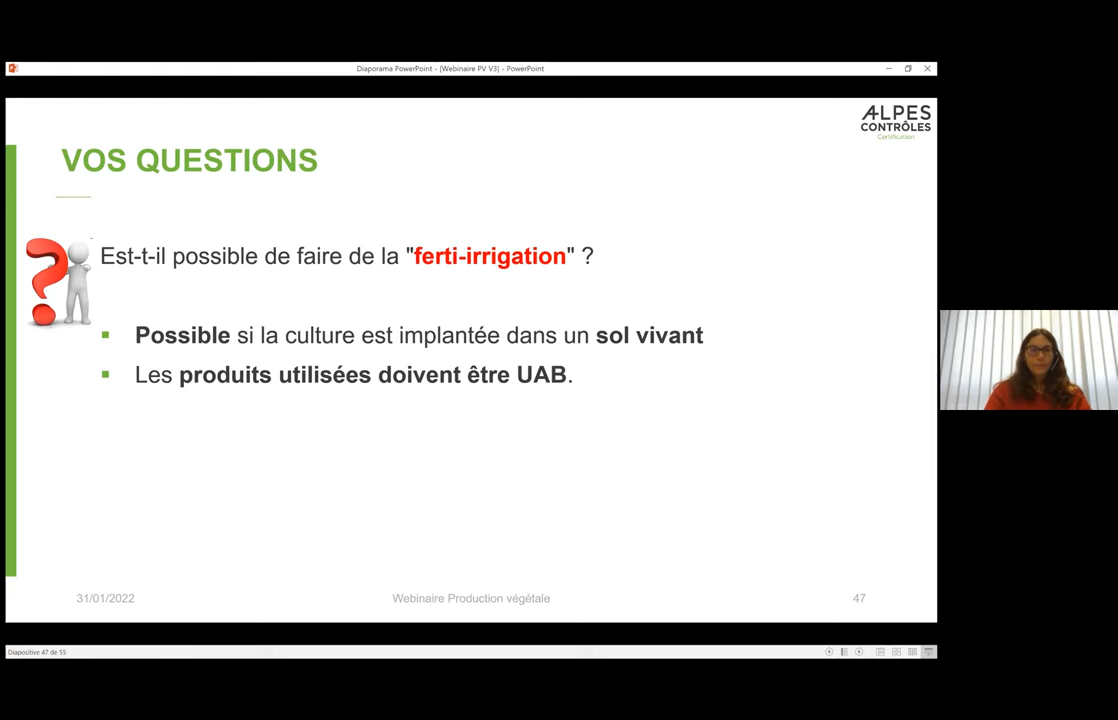 Diaporama PowerPoint - [Webinaire PV V3] - PowerPoint
ALPES
CONTRÔLES
Certification
VOS QUESTIONS
Est-t-il possible de faire de la "ferti-irrigation" ?
Possible si la culture est implantée dans un sol vivant
Les produits utilisées doivent être UAB.
31/01/2022
Webinaire Production végétale
47
Diapositive 47 de 55